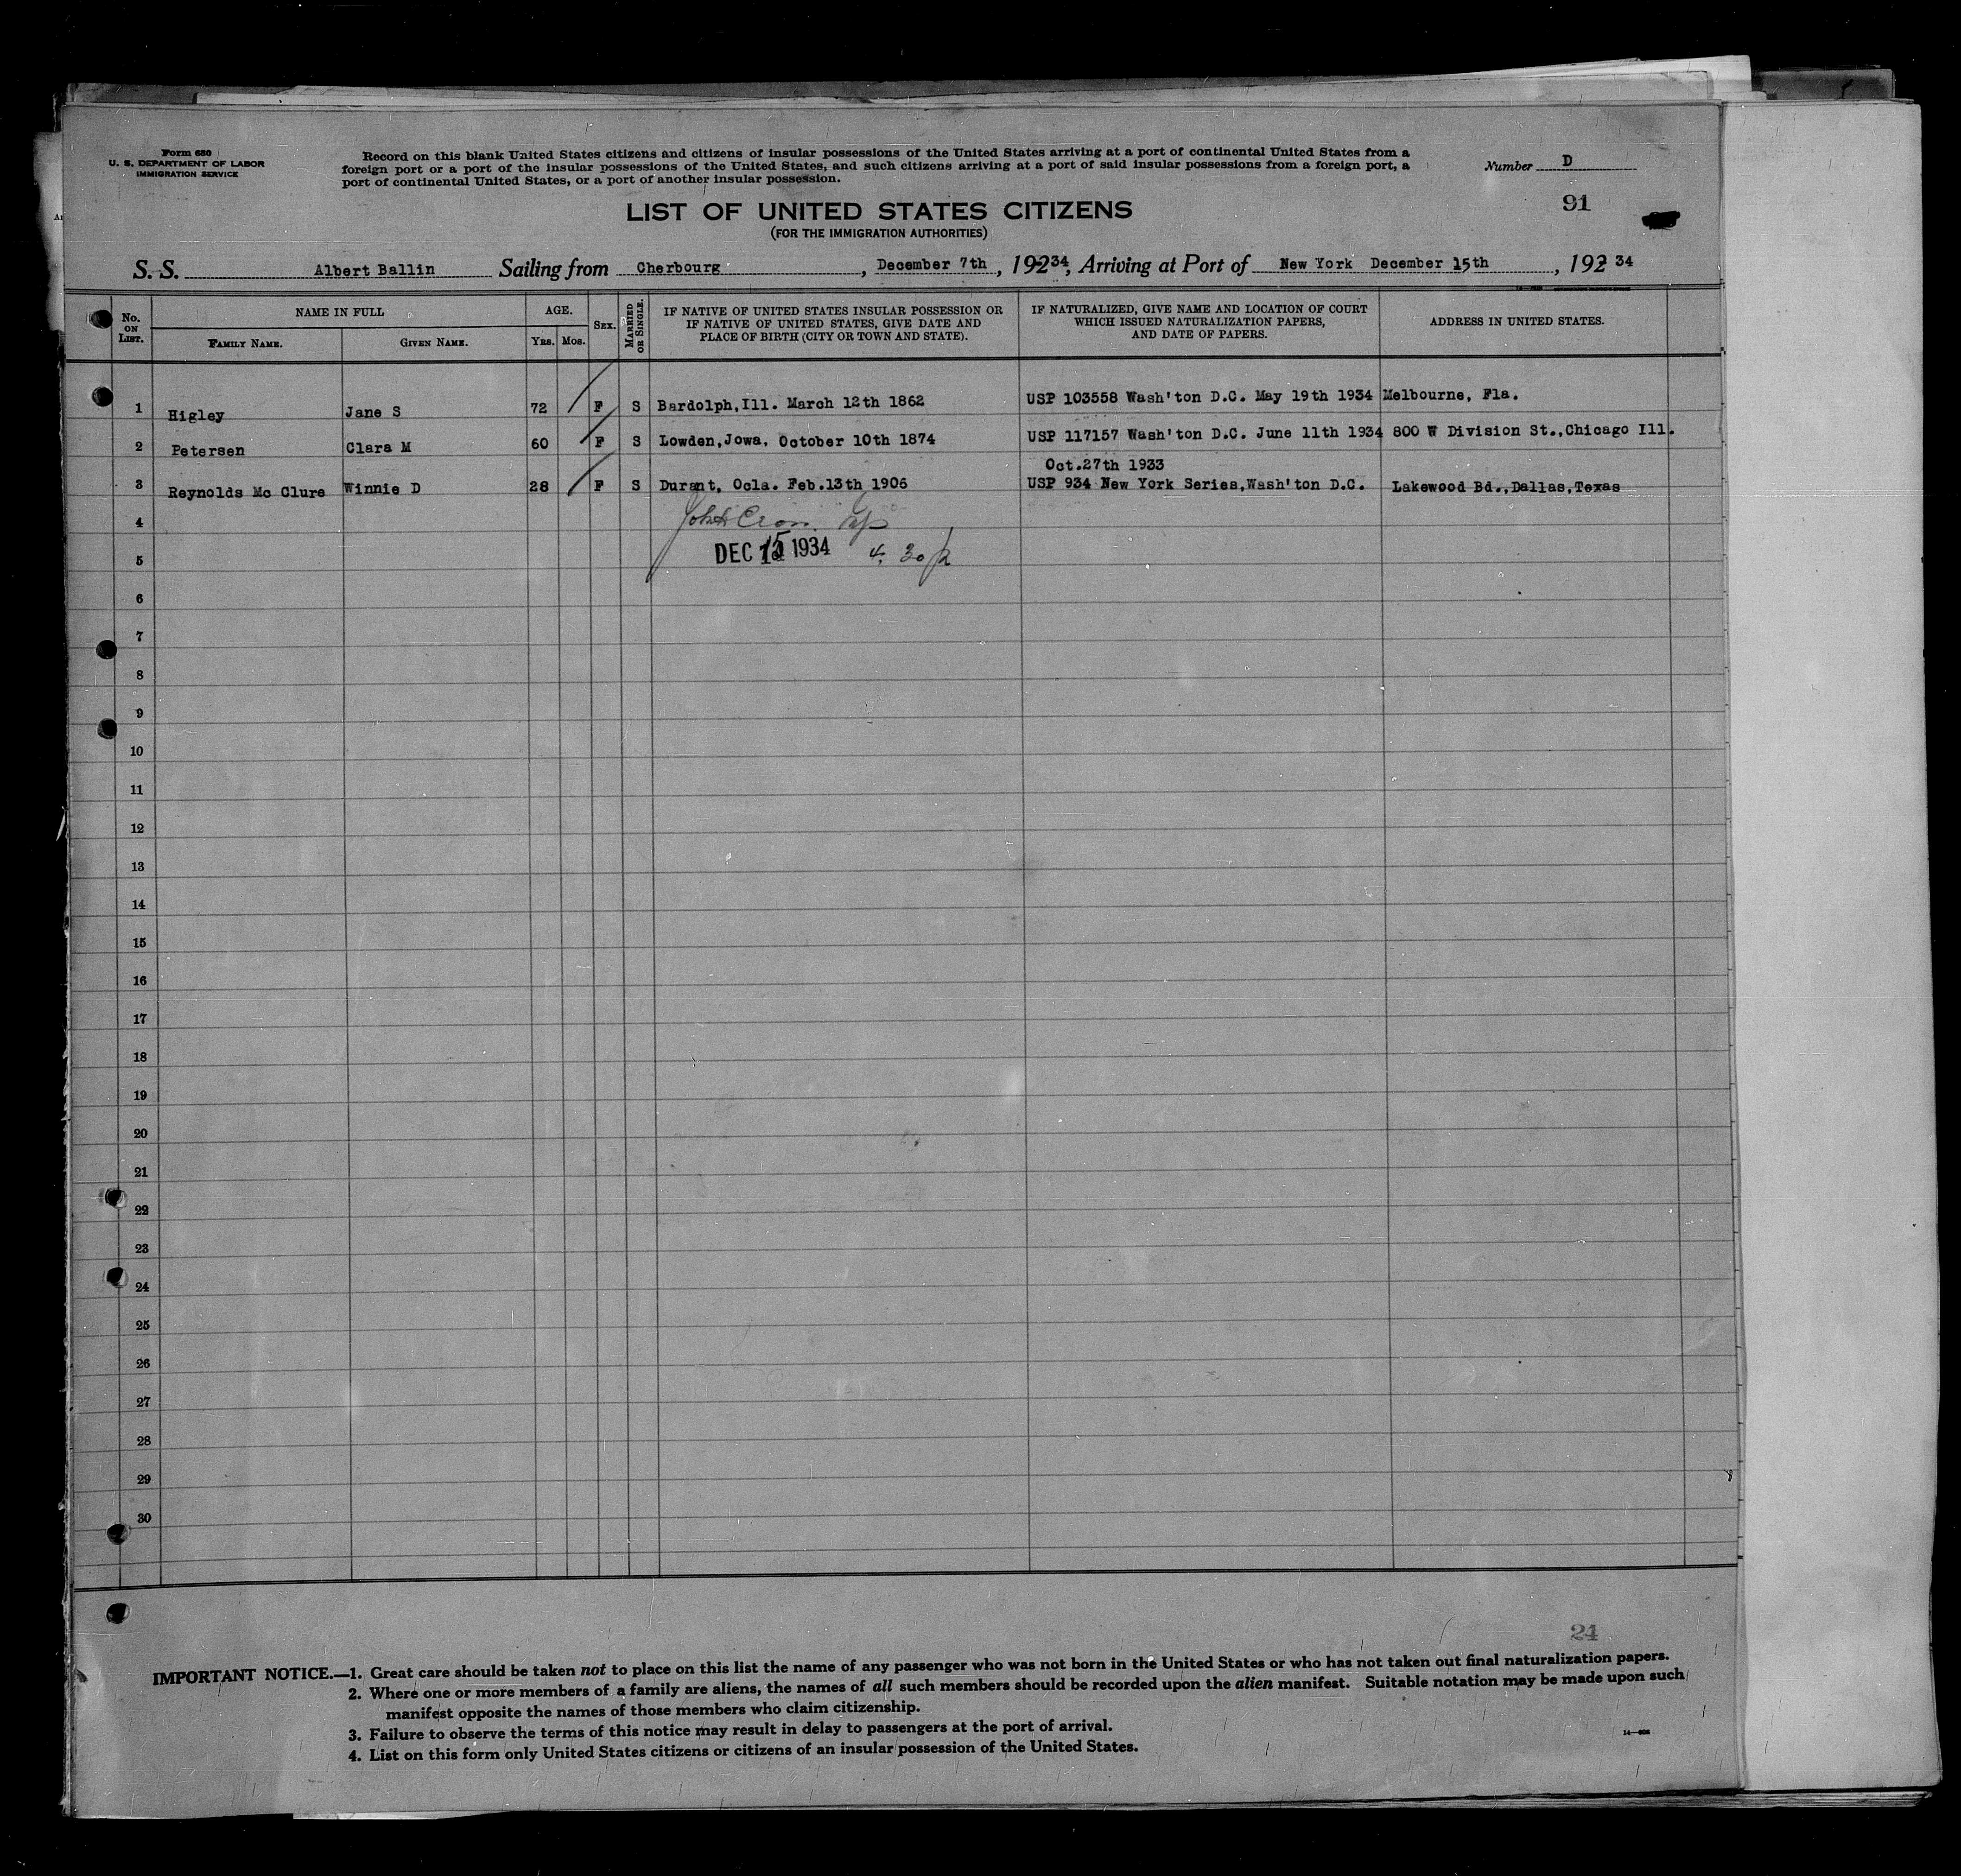 Form 630
U. S. DEPARTMENT OF LABOR
IMMIGRATION SERVICE
Record on this blank United States citizens and citizens of insular possessions of the United States arriving at a port of continental United States from a
foreign port or a port of the insular possessions of the United States, and such citizens arriving at a port of said insular possessions from a foreign port, a
port of continental United States, or a port of another insular possession.
Number D
91
LIST OF UNITED STATES CITIZENS
(FOR THE IMMIGRATION AUTHORITIES)
S. S. Albert Ballin Sailing from Cherbourg, December 7th, 19234, Arriving at Port of New York December 15th, 192 34
No. ON LIST. NAME IN FULL AGE. SEX. MARRIED OR SINGLE. IF NATIVE OF UNITED STATES INSULAR POSSESSION OR IF NATIVE OF UNITED STATES, GIVE DATE AND PLACE OF BIRTH (CITY OR TOWN AND STATE). IF NATURALIZED, GIVE NAME AND LOCATION OF COURT WHICH ISSUED NATURALIZATION PAPERS, AND DATE OF PAPERS. ADDRESS IN UNITED STATES.
FAMILY NAME. GIVEN NAME. YRS. MOS.
1 Higley Jane S 72 F S Bardolph,Ill. March 12th 1862 USP 103558 Wash'ton D.C. May 19th 1934 Melbourne, Fla.
2 Petersen Clara M 60 F S Lowden,Jowa, October 10th 1874 USP 117157 Wash'ton D.C. June 11th 1934 800 W Division St.,Chicago Ill.
Oct.27th 1933
3 Reynolds Mc Clure Winnie D 28 F S Durant, Ocla. Feb.13th 1906 USP 934 New York Series,Wash'ton D.C. Lakewood Bd.,Dallas,Texas
4
DEC 15 1934 4.30p
5
6
7
8
9
10
11
12
13
14
15
16
17
18
19
20
21
22
23
24
25
26
27
28
29
30
24
IMPORTANT NOTICE.—1. Great care should be taken not to place on this list the name of any passenger who was not born in the United States or who has not taken out final naturalization papers.
2. Where one or more members of a family are aliens, the names of all such members should be recorded upon the alien manifest. Suitable notation may be made upon such
manifest opposite the names of those members who claim citizenship.
3. Failure to observe the terms of this notice may result in delay to passengers at the port of arrival.
4. List on this form only United States citizens or citizens of an insular possession of the United States.